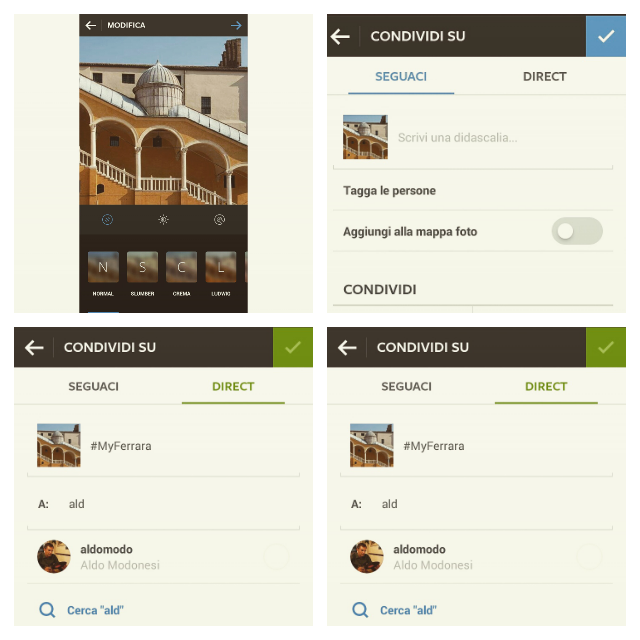 MODIFICA
N S C L
NORMAL SLUMBER CREMA LUDWIG
CONDIVIDI SU
SEGUACI DIRECT
Scrivi una didascalia...
Tagga le persone
Aggiungi alla mappa foto
CONDIVIDI
CONDIVIDI SU
SEGUACI DIRECT
#MyFerrara
A: ald
aldomodo
Aldo Modonesi
Cerca "ald"
CONDIVIDI SU
SEGUACI DIRECT
#MyFerrara
A: ald
aldomodo
Aldo Modonesi
Cerca "ald"